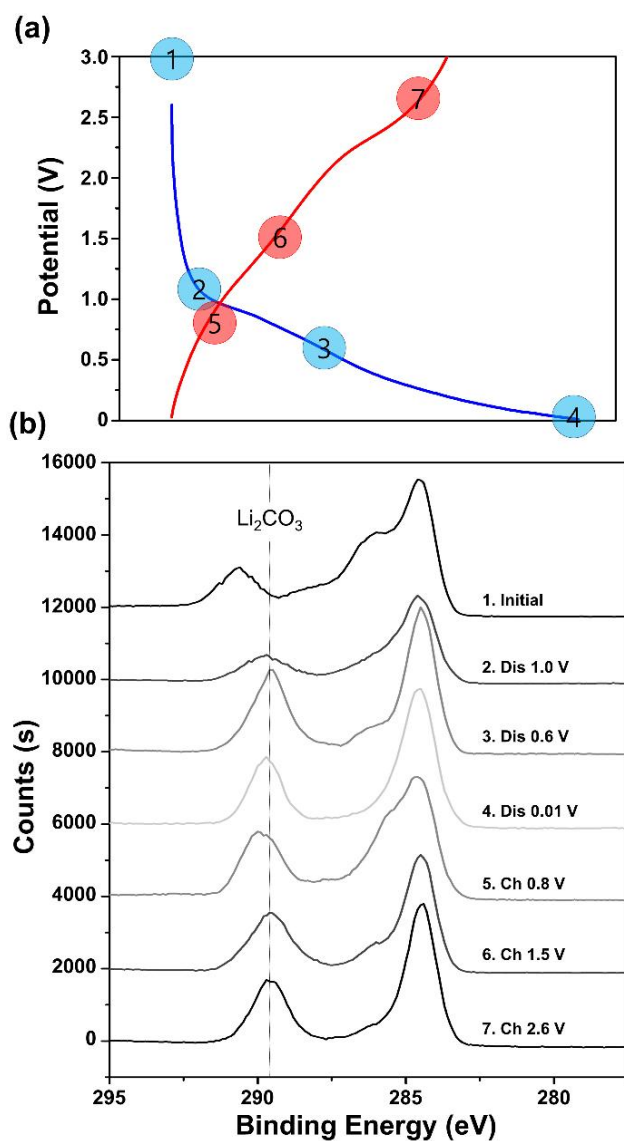 (a)
3.0
2.5
2.0
1.5
1.0
0.5
0
Potential (V)
1
2
3
4
5
6
7
(b)
16000
14000
12000
10000
8000
6000
4000
2000
0
Counts (s)
Li₂CO₃
1. Initial
2. Dis 1.0 V
3. Dis 0.6 V
4. Dis 0.01 V
5. Ch 0.8 V
6. Ch 1.5 V
7. Ch 2.6 V
295 290 285 280
Binding Energy (eV)